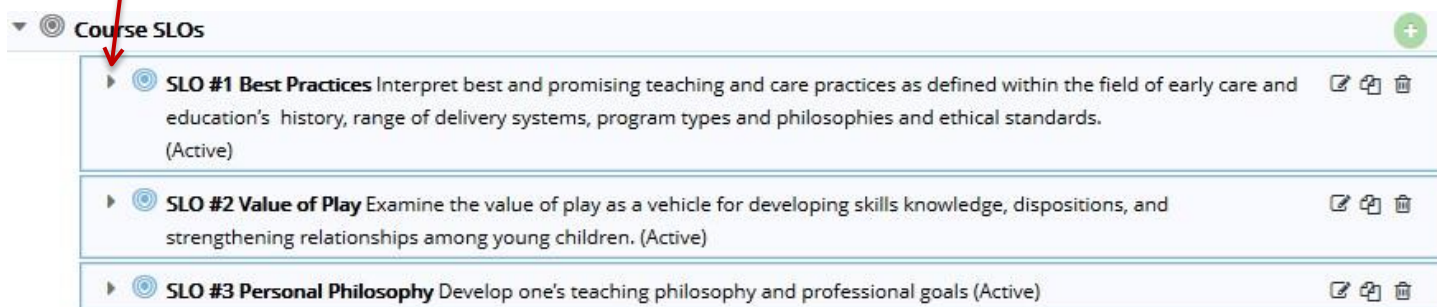 Course SLOs
SLO #1 Best Practices Interpret best and promising teaching and care practices as defined within the field of early care and
education's  history, range of delivery systems, program types and philosophies and ethical standards.
(Active)
SLO #2 Value of Play Examine the value of play as a vehicle for developing skills knowledge, dispositions, and
strengthening relationships among young children. (Active)
SLO #3 Personal Philosophy Develop one's teaching philosophy and professional goals (Active)